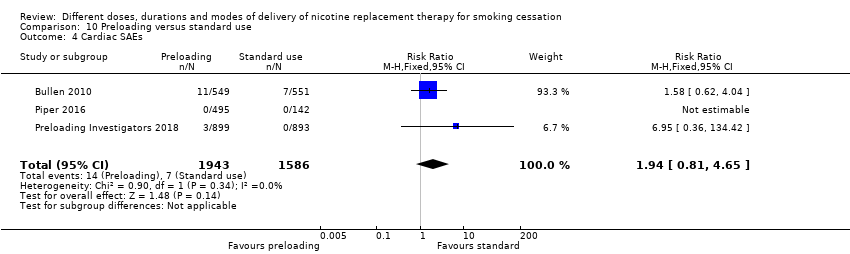 Review: Different doses, durations and modes of delivery of nicotine replacement therapy for smoking cessation
Comparison: 10 Preloading versus standard use
Outcome: 4 Cardiac SAEs
Study or subgroup Preloading Standard use Risk Ratio Weight Risk Ratio
n/N n/N M-H,Fixed,95% CI M-H,Fixed,95% CI
Bullen 2010 11/549 7/551 93.3 % 1.58 [ 0.62, 4.04 ]
Piper 2016 0/495 0/142 Not estimable
Preloading Investigators 2018 3/899 0/893 6.7 % 6.95 [ 0.36, 134.42 ]
Total (95% CI) 1943 1586 100.0 % 1.94 [ 0.81, 4.65 ]
Total events: 14 (Preloading), 7 (Standard use)
Heterogeneity: Chi² = 0.90, df = 1 (P = 0.34); I² =0.0%
Test for overall effect: Z = 1.48 (P = 0.14)
Test for subgroup differences: Not applicable
0.005 0.1 1 10 200
Favours preloading Favours standard